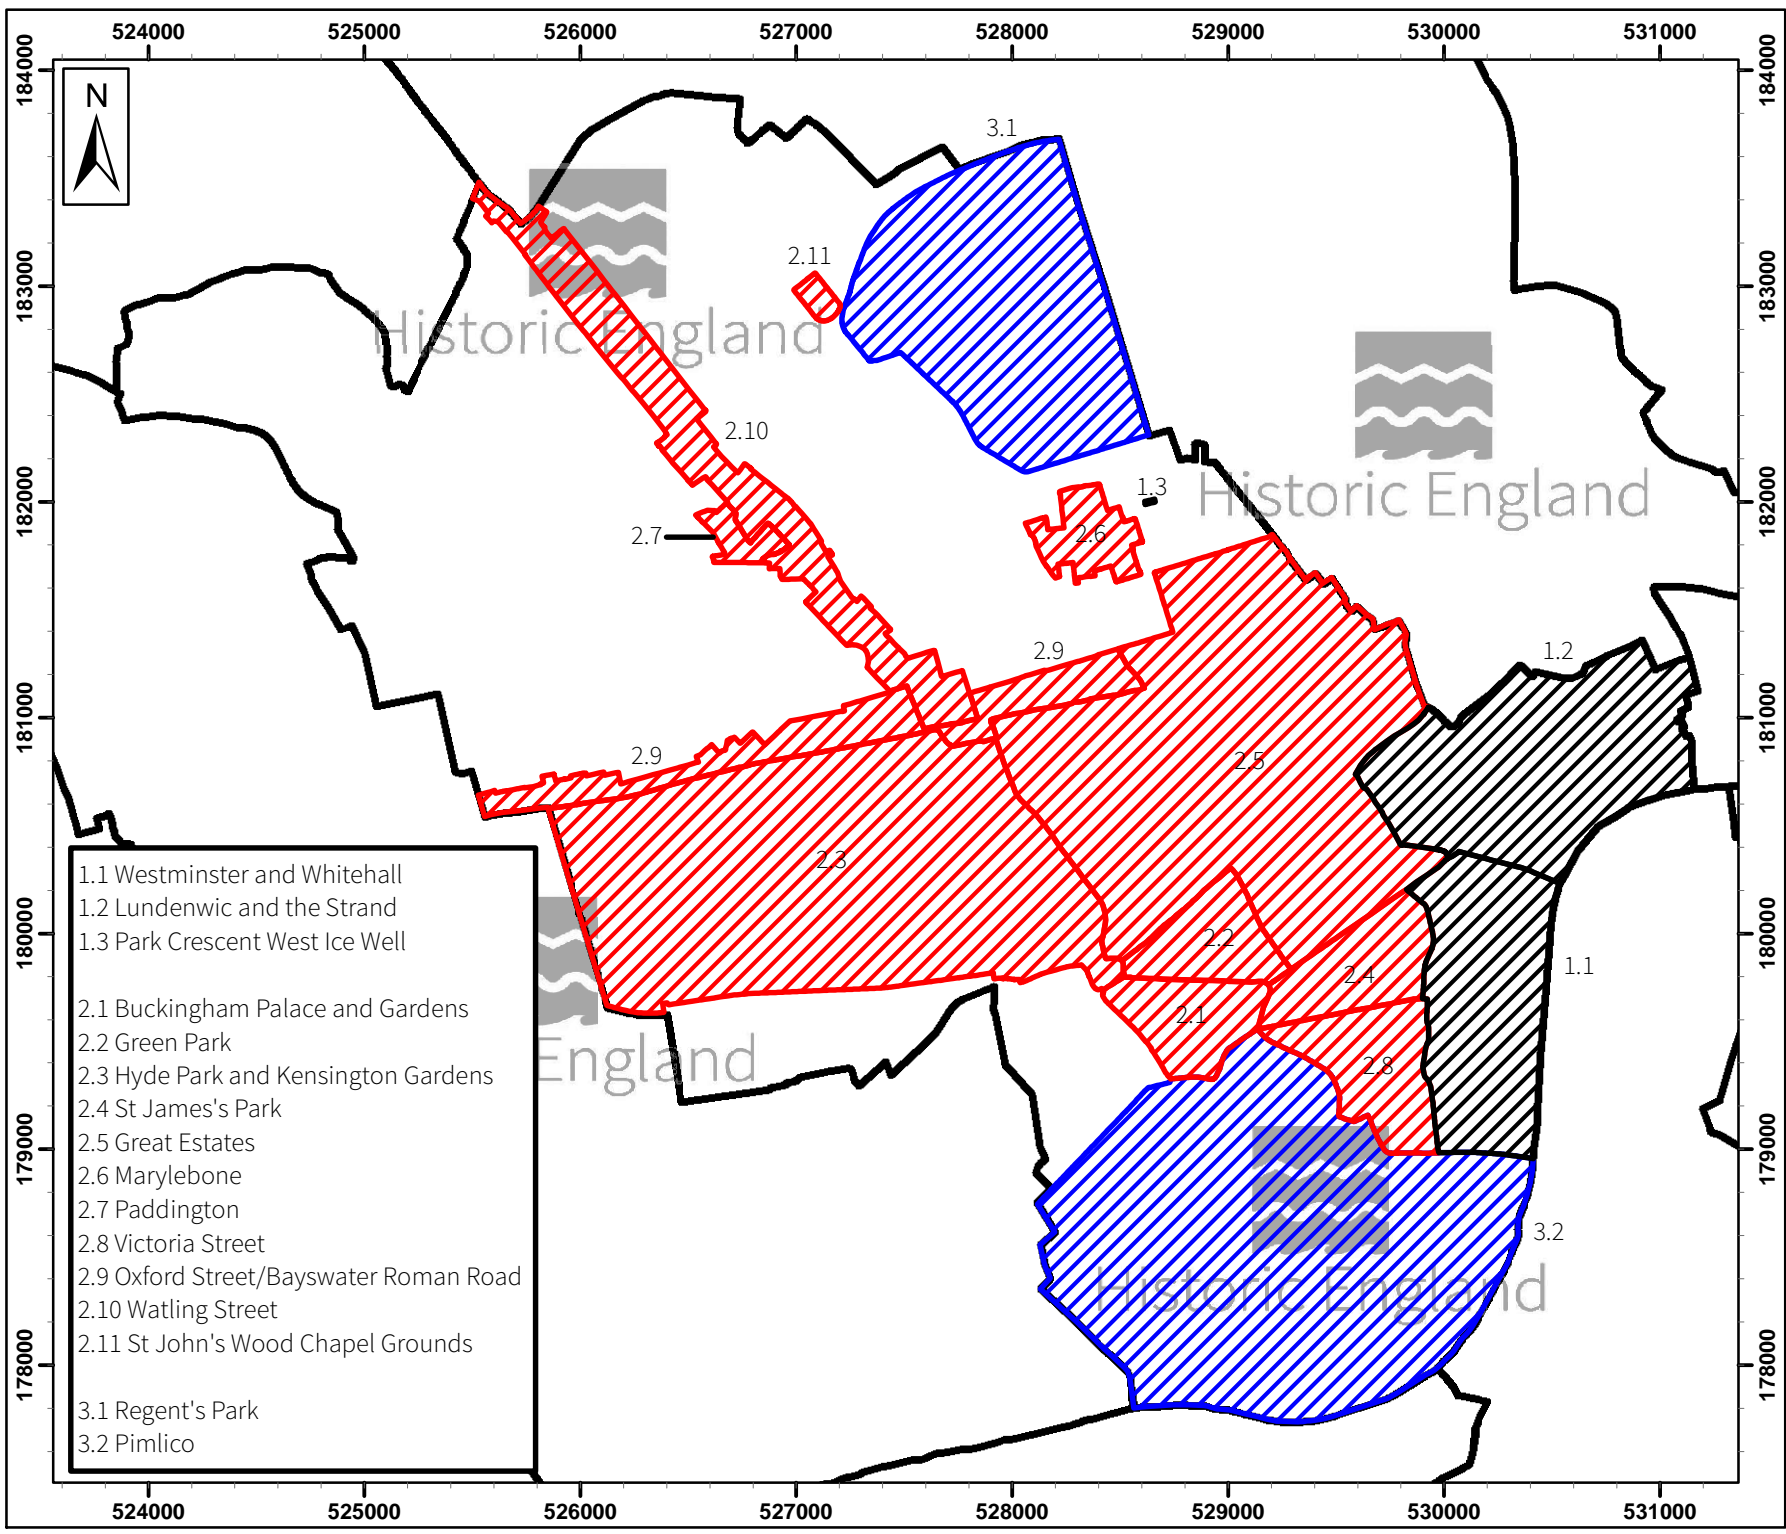 524000 525000 526000 527000 528000 529000 530000 531000
184000
184000
N
3.1
2.11
183000
183000
Historic England
2.10
1.3
182000
182000
Historic England
2.7
2.6
2.9
1.2
181000
181000
2.9
2.5
2.3
180000
180000
2.2
1.1
2.4
2.1
England
2.8
179000
179000
3.2
Historic England
178000
178000
1.1 Westminster and Whitehall
1.2 Lundenwic and the Strand
1.3 Park Crescent West Ice Well
2.1 Buckingham Palace and Gardens
2.2 Green Park
2.3 Hyde Park and Kensington Gardens
2.4 St James's Park
2.5 Great Estates
2.6 Marylebone
2.7 Paddington
2.8 Victoria Street
2.9 Oxford Street/Bayswater Roman Road
2.10 Watling Street
2.11 St John's Wood Chapel Grounds
3.1 Regent's Park
3.2 Pimlico
524000 525000 526000 527000 528000 529000 530000 531000